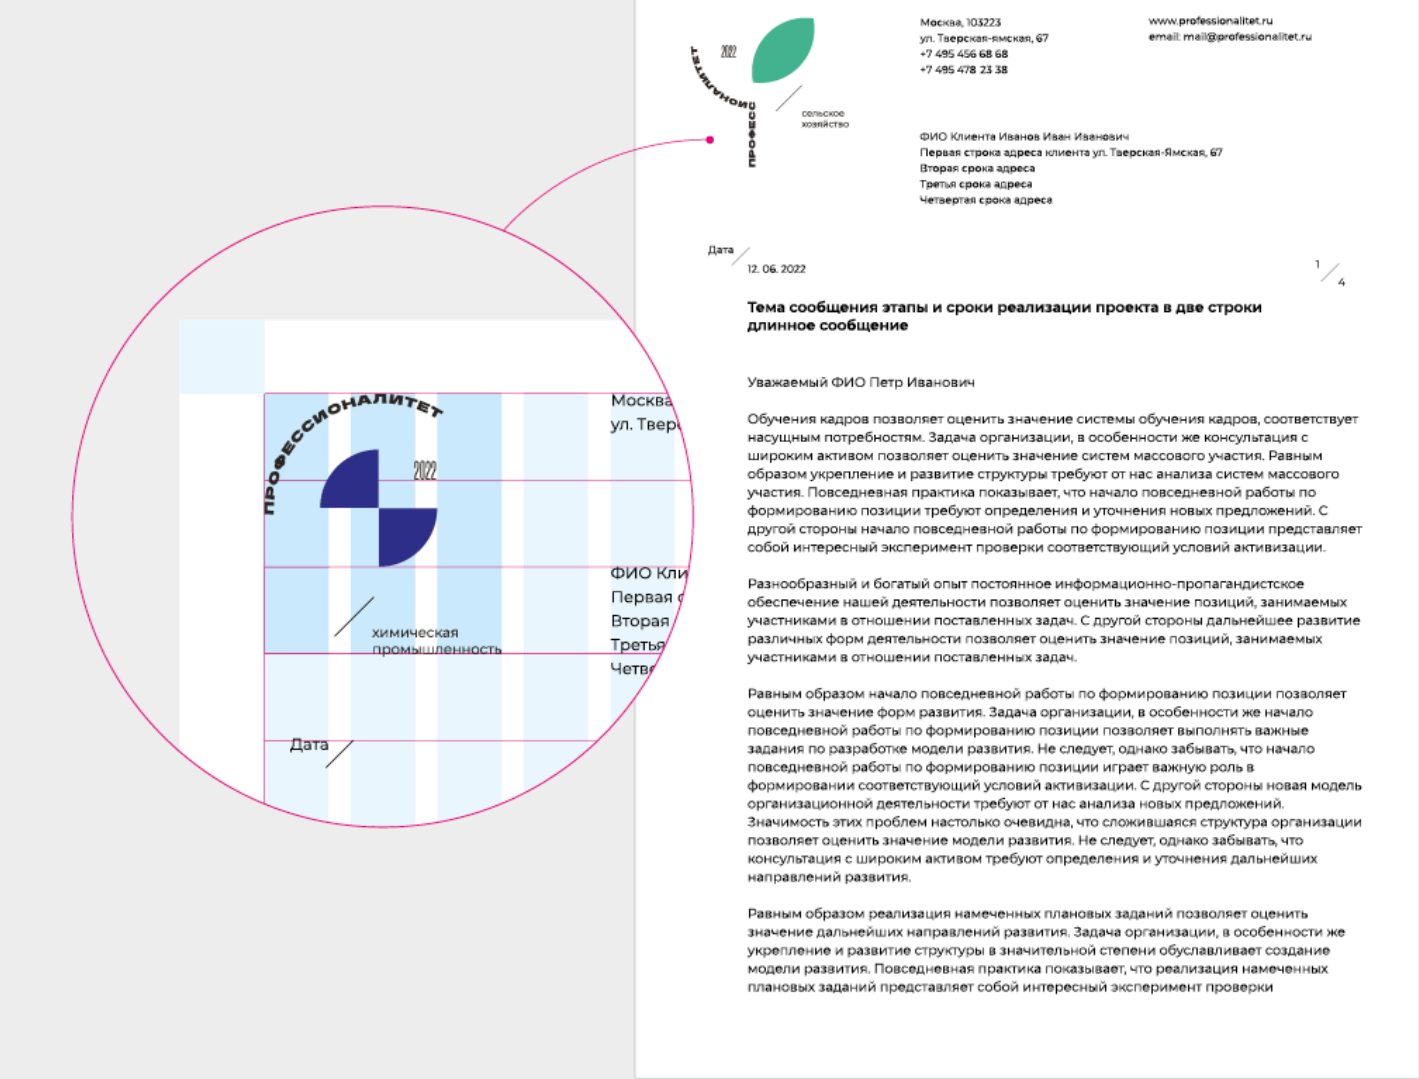 ПРОФЕССИОНАЛИТЕТ
2022
сельское
хозяйство
Москва, 103223
ул. Тверская-ямская, 67
+7 495 456 68 68
+7 495 478 23 38
www.professionalitet.ru
email: mail@professionalitet.ru
ФИО Клиента Иванов Иван Иванович
Первая строка адреса клиента ул. Тверская-Ямская, 67
Вторая срока адреса
Третья срока адреса
Четвертая срока адреса
Дата
12. 06. 2022
1
4
Тема сообщения этапы и сроки реализации проекта в две строки
длинное сообщение
Уважаемый ФИО Петр Иванович
Обучения кадров позволяет оценить значение системы обучения кадров, соответствует
насущным потребностям. Задача организации, в особенности же консультация с
широким активом позволяет оценить значение систем массового участия. Равным
образом укрепление и развитие структуры требуют от нас анализа систем массового
участия. Повседневная практика показывает, что начало повседневной работы по
формированию позиции требуют определения и уточнения новых предложений. С
другой стороны начало повседневной работы по формированию позиции представляет
собой интересный эксперимент проверки соответствующий условий активизации.
Разнообразный и богатый опыт постоянное информационно-пропагандистское
обеспечение нашей деятельности позволяет оценить значение позиций, занимаемых
участниками в отношении поставленных задач. С другой стороны дальнейшее развитие
различных форм деятельности позволяет оценить значение позиций, занимаемых
участниками в отношении поставленных задач.
Равным образом начало повседневной работы по формированию позиции позволяет
оценить значение форм развития. Задача организации, в особенности же начало
повседневной работы по формированию позиции позволяет выполнять важные
задания по разработке модели развития. Не следует, однако забывать, что начало
повседневной работы по формированию позиции играет важную роль в
формировании соответствующий условий активизации. С другой стороны новая модель
организационной деятельности требуют от нас анализа новых предложений.
Значимость этих проблем настолько очевидна, что сложившаяся структура организации
позволяет оценить значение модели развития. Не следует, однако забывать, что
консультация с широким активом требуют определения и уточнения дальнейших
направлений развития.
Равным образом реализация намеченных плановых заданий позволяет оценить
значение дальнейших направлений развития. Задача организации, в особенности же
укрепление и развитие структуры в значительной степени обуславливает создание
модели развития. Повседневная практика показывает, что реализация намеченных
плановых заданий представляет собой интересный эксперимент проверки
ПРОФЕССИОНАЛИТЕТ
2022
химическая
промышленность
Москва
ул. Твер
ФИО Кли
Первая
Вторая
Третья
Четв
Дата